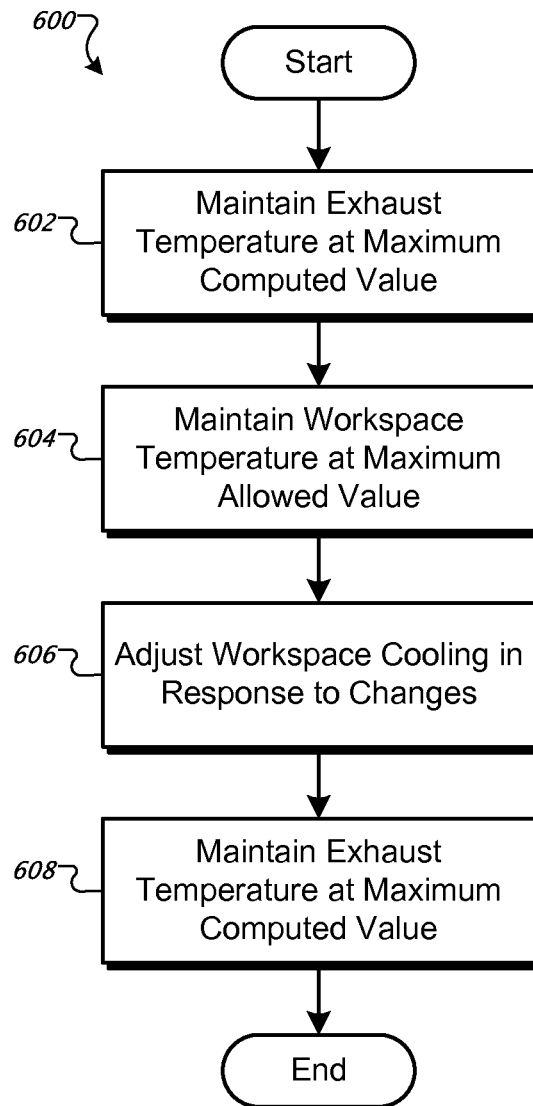 600
Start
602
Maintain Exhaust
Temperature at Maximum
Computed Value
604
Maintain Workspace
Temperature at Maximum
Allowed Value
606
Adjust Workspace Cooling in
Response to Changes
608
Maintain Exhaust
Temperature at Maximum
Computed Value
End